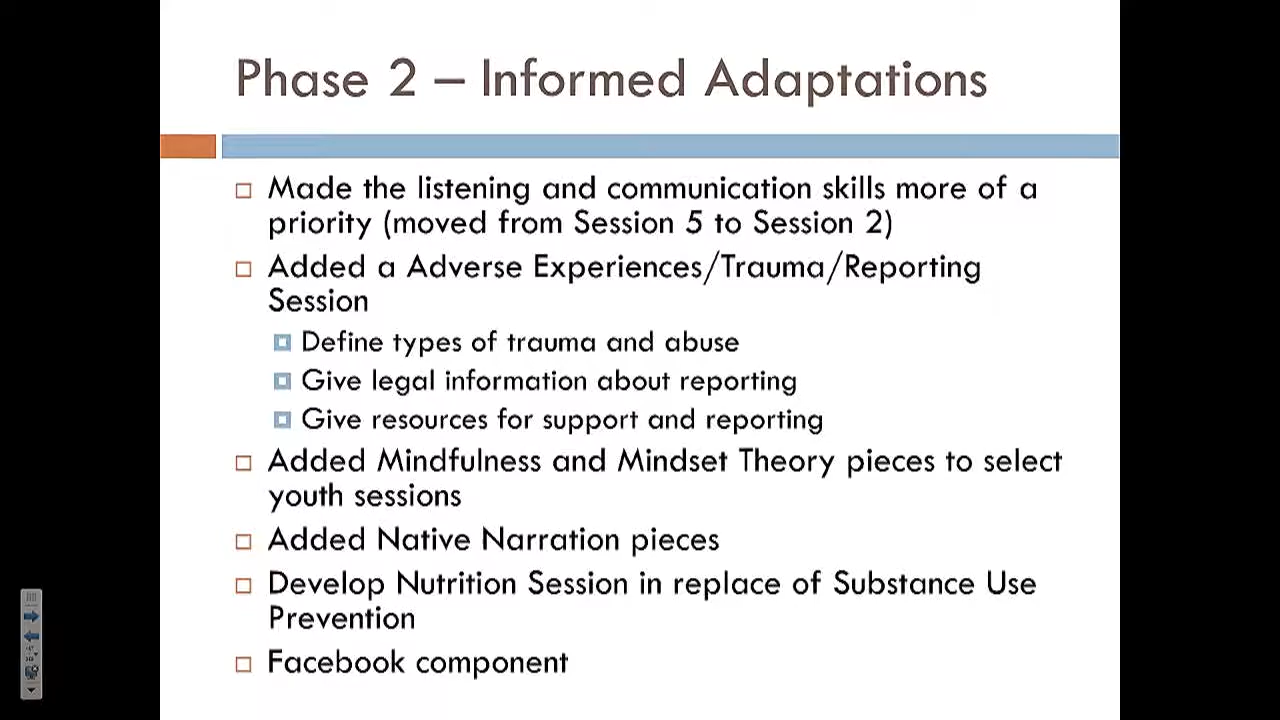 Phase 2 – Informed Adaptations
Made the listening and communication skills more of a
priority (moved from Session 5 to Session 2)
Added a Adverse Experiences/Trauma/Reporting
Session
Define types of trauma and abuse
Give legal information about reporting
Give resources for support and reporting
Added Mindfulness and Mindset Theory pieces to select
youth sessions
Added Native Narration pieces
Develop Nutrition Session in replace of Substance Use
Prevention
Facebook component